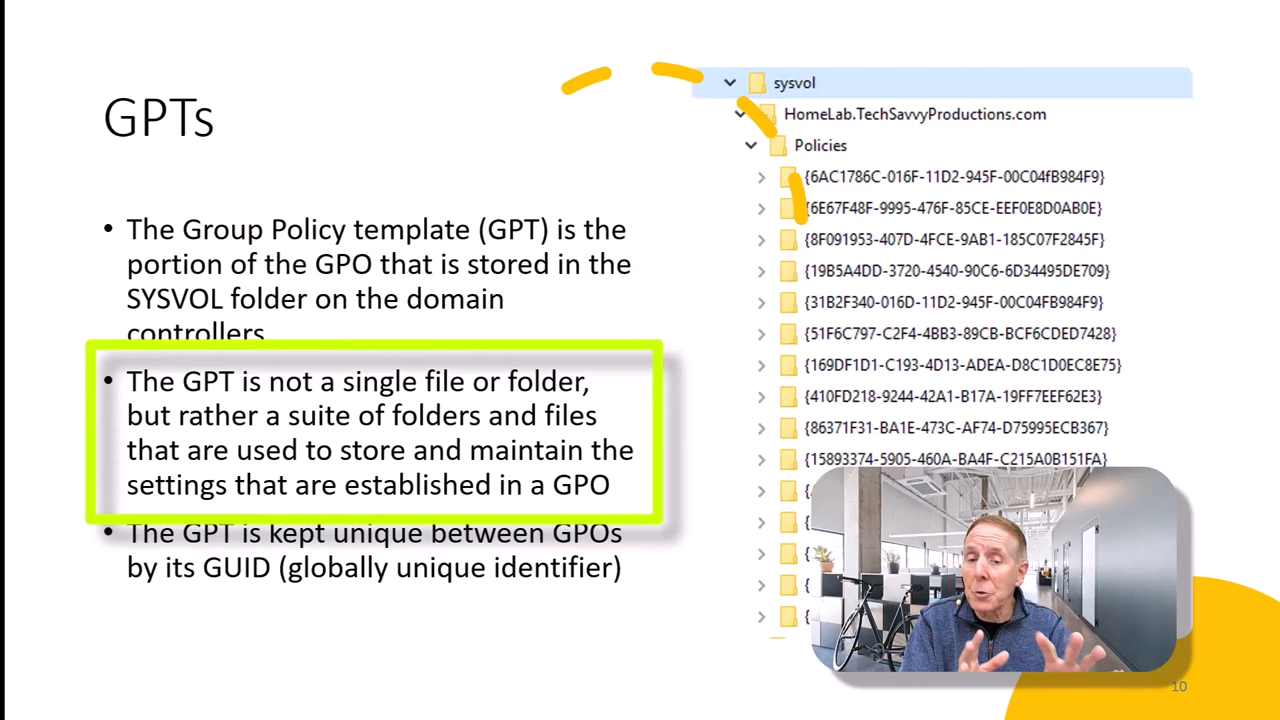 GPTs
• The Group Policy template (GPT) is the
portion of the GPO that is stored in the
SYSVOL folder on the domain
controllers
• The GPT is not a single file or folder,
but rather a suite of folders and files
that are used to store and maintain the
settings that are established in a GPO
• The GPT is kept unique between GPOs
by its GUID (globally unique identifier)
sysvol
HomeLab.TechSavvyProductions.com
Policies
{6AC1786C-016F-11D2-945F-00C04fB984F9}
{6E67F48F-9995-476F-85CE-EEF0E8D0AB0E}
{8F091953-407D-4FCE-9AB1-185C07F2845F}
{19B5A4DD-3720-4540-90C6-6D34495DE709}
{31B2F340-016D-11D2-945F-00C04FB984F9}
{51F6C797-C2F4-4BB3-89CB-BCF6CDED7428}
{169DF1D1-C193-4D13-ADEA-D8C1D0EC8E75}
{410FD218-9244-42A1-B17A-19FF7EEF62E3}
{86371F31-BA1E-473C-AF74-D75995ECB367}
{15893374-5905-460A-BA4F-C215A0B151FA}
{
{
{
{
10